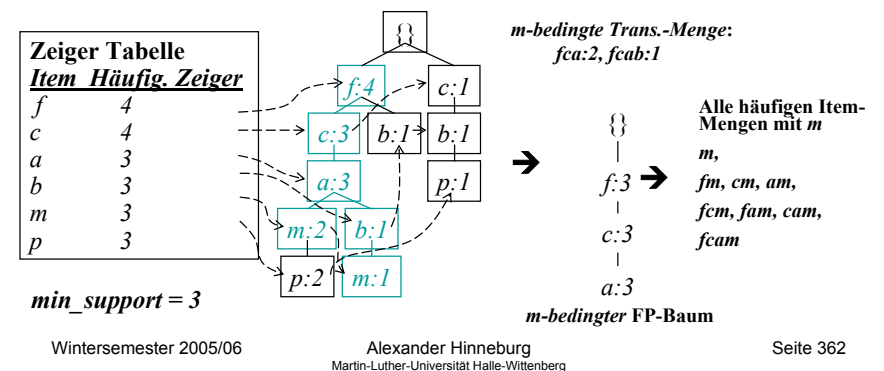 Zeiger Tabelle
Item Häufig. Zeiger
f 4
c 4
a 3
b 3
m 3
p 3
min_support = 3
{}
f:4 c:1
c:3 b:1 b:1
a:3 p:1
m:2 b:1
p:2 m:1
m-bedingte Trans.-Menge:
fca:2, fcab:1
{}
f:3
c:3
a:3
m-bedingter FP-Baum
Alle häufigen Item-
Mengen mit m
m,
fm, cm, am,
fcm, fam, cam,
fcam
Wintersemester 2005/06 Alexander Hinneburg Seite 362
Martin-Luther-Universität Halle-Wittenberg